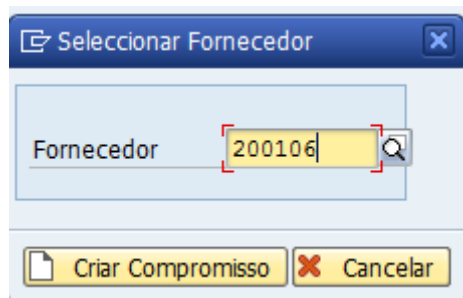 Seleccionar Fornecedor
Fornecedor 200106
Criar Compromisso Cancelar